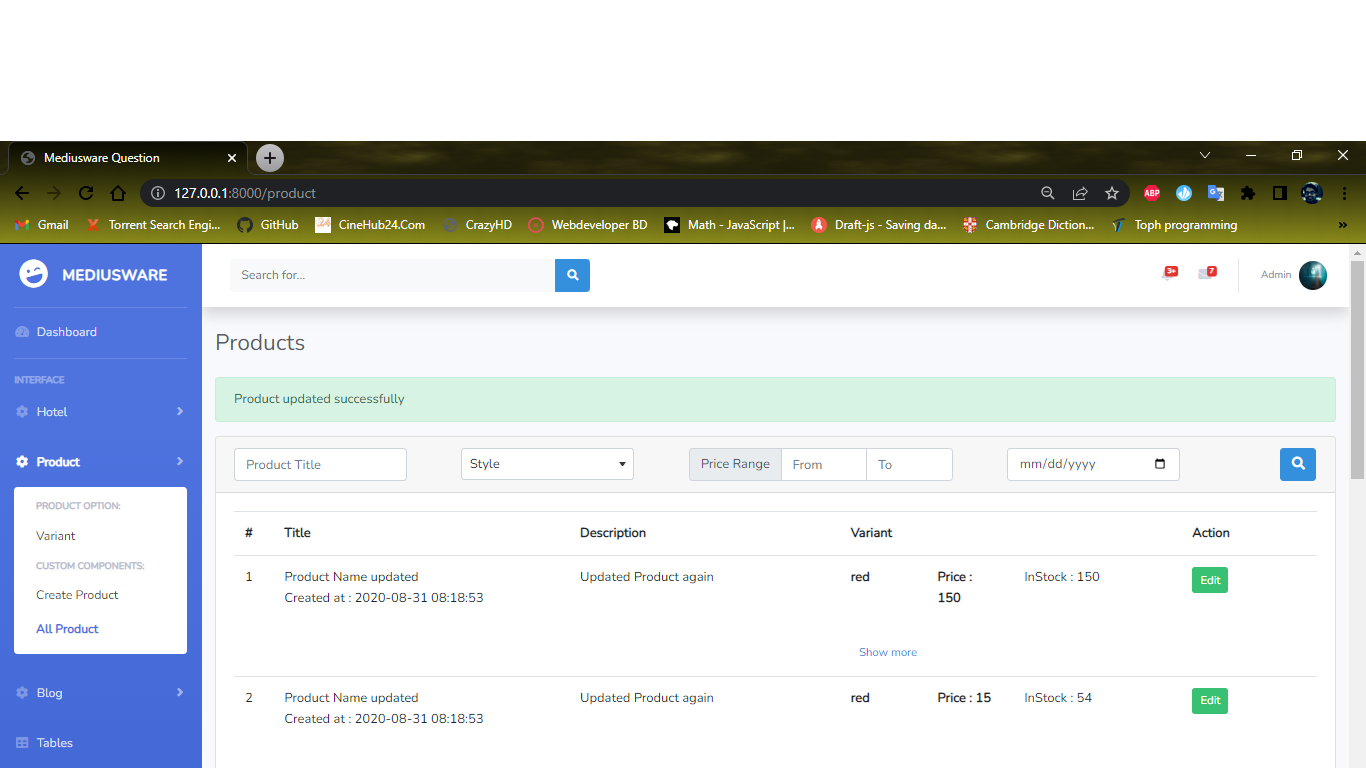 Mediusware Question
127.0.0.1:8000/product
ABP
Gmail Torrent Search Engi... GitHub CineHub24.Com CrazyHD Webdeveloper BD Math - JavaScript |... Draft-js - Saving da... Cambridge Diction... Toph programming »
MEDIUSWARE
Search for...
3+ 7 Admin
Dashboard
INTERFACE
Hotel
Product
PRODUCT OPTION:
Variant
CUSTOM COMPONENTS:
Create Product
All Product
Blog
Tables
Products
Product updated successfully
Product Title Style Price Range From To mm/dd/yyyy
# Title Description Variant Action
1 Product Name updated Updated Product again red Price : InStock : 150 Edit
Created at : 2020-08-31 08:18:53 150
Show more
2 Product Name updated Updated Product again red Price : 15 InStock : 54 Edit
Created at : 2020-08-31 08:18:53